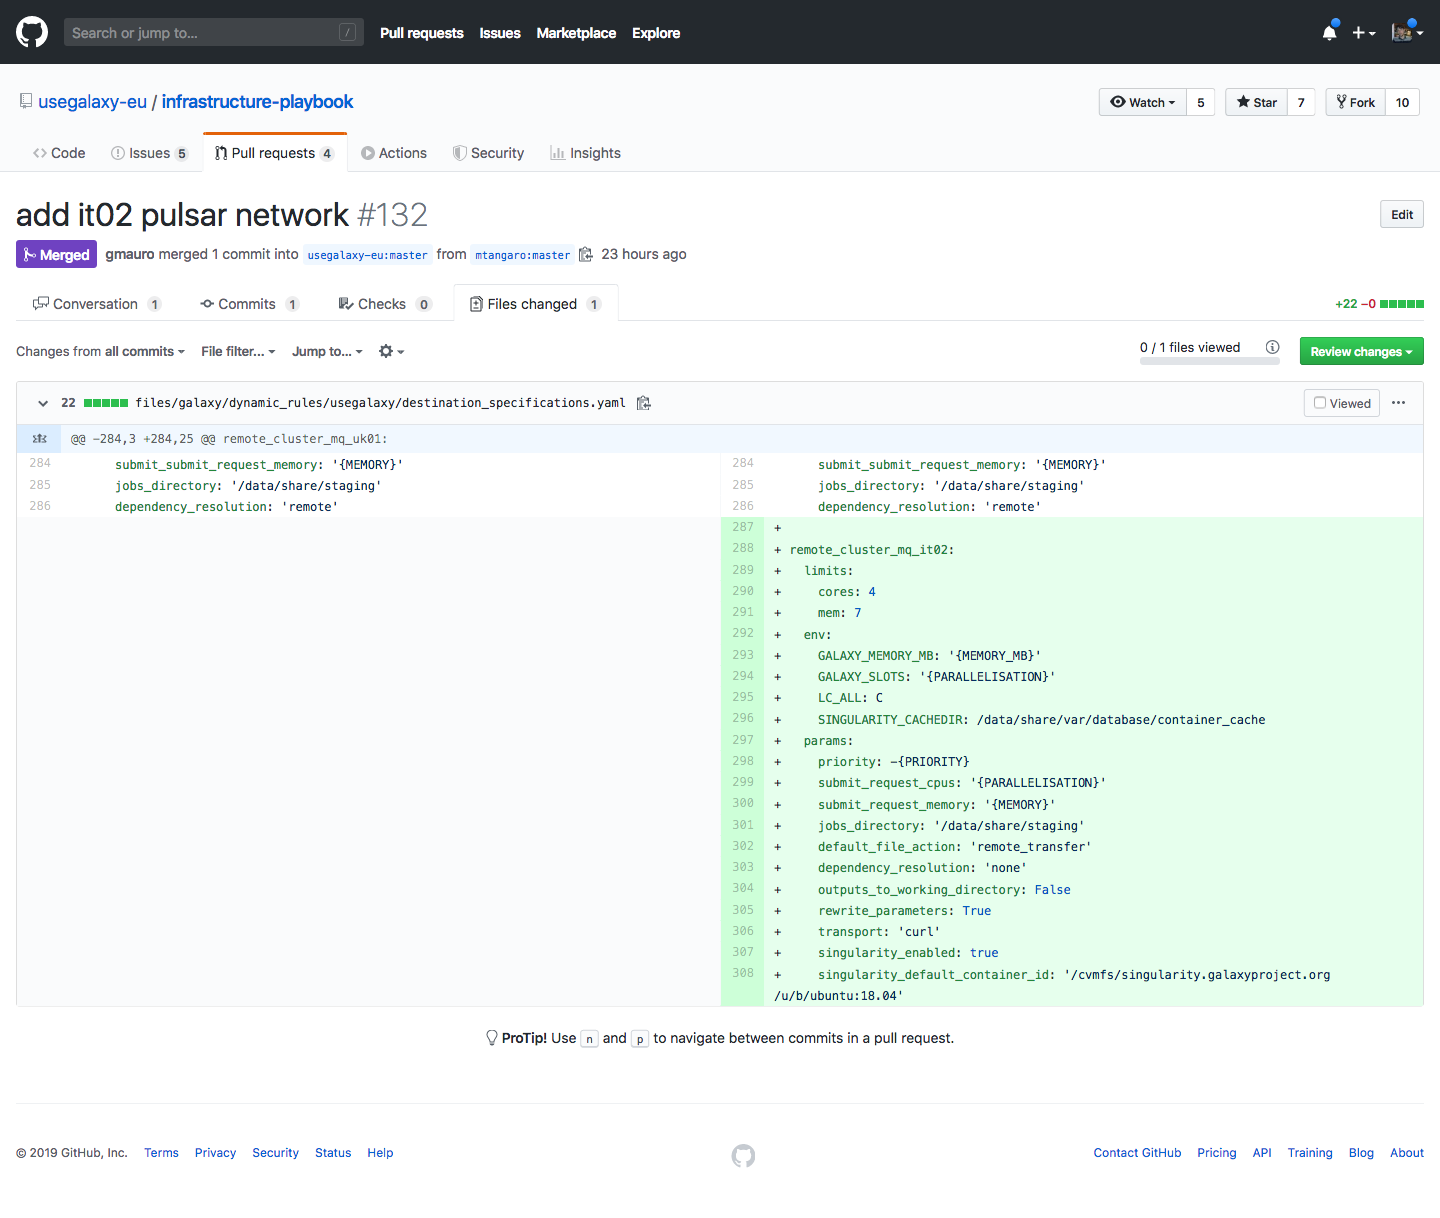 Search or jump to... / Pull requests Issues Marketplace Explore
usegalaxy-eu / infrastructure-playbook Watch 5 Star 7 Fork 10
Code Issues 5 Pull requests 4 Actions Security Insights
add it02 pulsar network #132 Edit
Merged gmauro merged 1 commit into usegalaxy-eu:master from mtangaro:master 23 hours ago
Conversation 1 Commits 1 Checks 0 Files changed 1 +22 −0
Changes from all commits File filter... Jump to... 0 / 1 files viewed Review changes
22 files/galaxy/dynamic_rules/usegalaxy/destination_specifications.yaml Viewed
@@ -284,3 +284,25 @@ remote_cluster_mq_uk01:
284 submit_submit_request_memory: '{MEMORY}' 284 submit_submit_request_memory: '{MEMORY}'
285 jobs_directory: '/data/share/staging' 285 jobs_directory: '/data/share/staging'
286 dependency_resolution: 'remote' 286 dependency_resolution: 'remote'
287 +
288 + remote_cluster_mq_it02:
289 + limits:
290 + cores: 4
291 + mem: 7
292 + env:
293 + GALAXY_MEMORY_MB: '{MEMORY_MB}'
294 + GALAXY_SLOTS: '{PARALLELISATION}'
295 + LC_ALL: C
296 + SINGULARITY_CACHEDIR: /data/share/var/database/container_cache
297 + params:
298 + priority: -{PRIORITY}
299 + submit_request_cpus: '{PARALLELISATION}'
300 + submit_request_memory: '{MEMORY}'
301 + jobs_directory: '/data/share/staging'
302 + default_file_action: 'remote_transfer'
303 + dependency_resolution: 'none'
304 + outputs_to_working_directory: False
305 + rewrite_parameters: True
306 + transport: 'curl'
307 + singularity_enabled: true
308 + singularity_default_container_id: '/cvmfs/singularity.galaxyproject.org
/u/b/ubuntu:18.04'
ProTip! Use n and p to navigate between commits in a pull request.
© 2019 GitHub, Inc. Terms Privacy Security Status Help Contact GitHub Pricing API Training Blog About